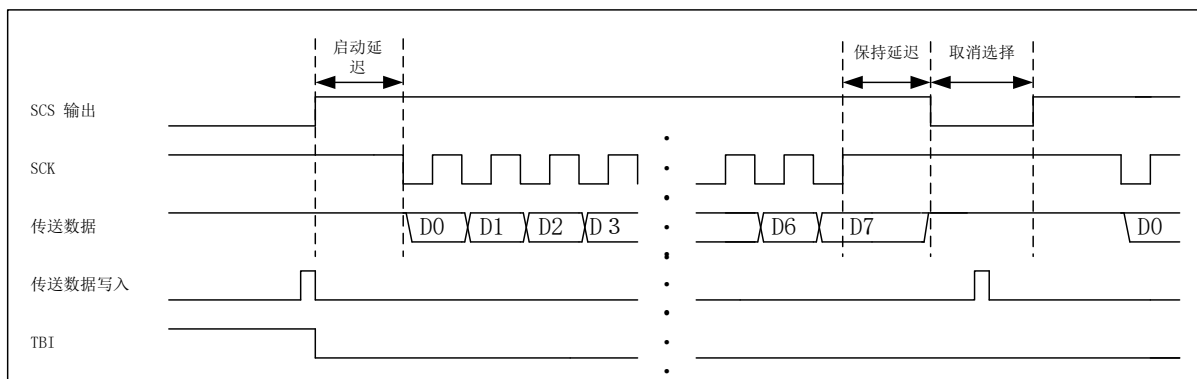 启动延
迟
保持延迟
取消选择
SCS 输出
SCK
传送数据
D0
D1
D2
D3
D6
D7
D0
传送数据写入
TBI